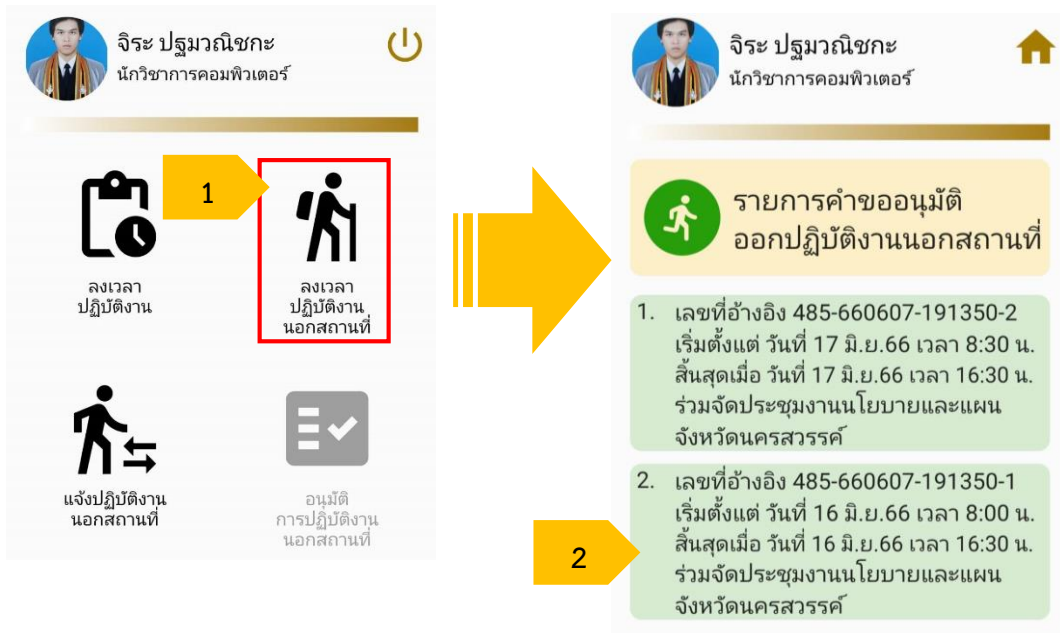 จิระ ปฐมวณิชกะ
นักวิชาการคอมพิวเตอร์
1
ลงเวลา
ปฏิบัติงาน
ลงเวลา
ปฏิบัติงาน
นอกสถานที่
แจ้งปฏิบัติงาน
นอกสถานที่
อนุมัติ
การปฏิบัติงาน
นอกสถานที่
จิระ ปฐมวณิชกะ
นักวิชาการคอมพิวเตอร์
รายการคำขออนุมัติ
ออกปฏิบัติงานนอกสถานที่
1. เลขที่อ้างอิง 485-660607-191350-2
เริ่มตั้งแต่ วันที่ 17 มิ.ย.66 เวลา 8:30 น.
สิ้นสุดเมื่อ วันที่ 17 มิ.ย.66 เวลา 16:30 น.
ร่วมจัดประชุมงานนโยบายและแผน
จังหวัดนครสวรรค์
2. เลขที่อ้างอิง 485-660607-191350-1
เริ่มตั้งแต่ วันที่ 16 มิ.ย.66 เวลา 8:00 น.
สิ้นสุดเมื่อ วันที่ 16 มิ.ย.66 เวลา 16:30 น.
ร่วมจัดประชุมงานนโยบายและแผน
จังหวัดนครสวรรค์
2